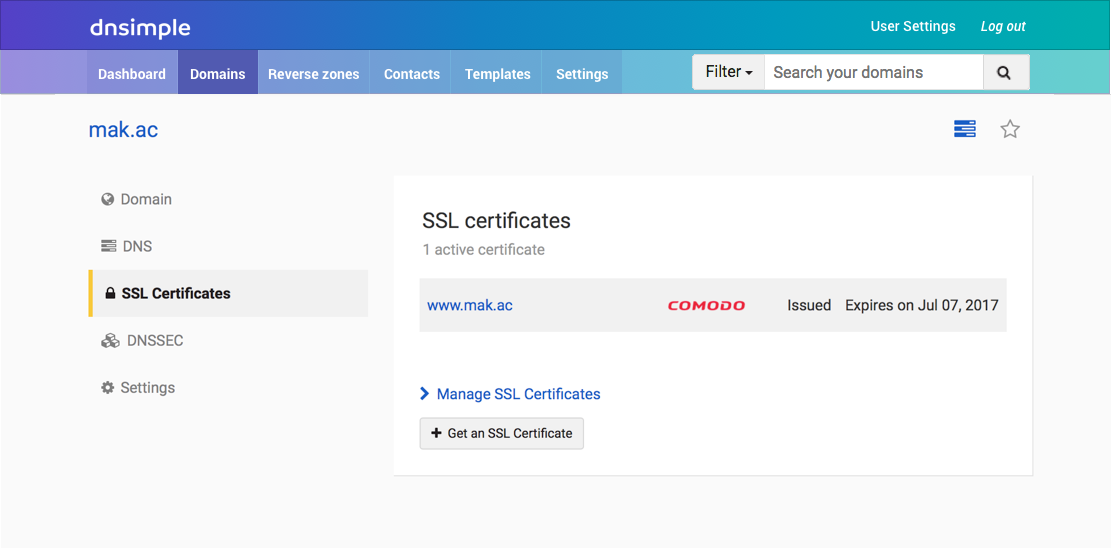 dnsimple
User Settings Log out
Dashboard Domains Reverse zones Contacts Templates Settings Filter Search your domains
mak.ac
Domain
DNS
SSL Certificates
DNSSEC
Settings
SSL certificates
1 active certificate
www.mak.ac COMODO Issued Expires on Jul 07, 2017
Manage SSL Certificates
Get an SSL Certificate